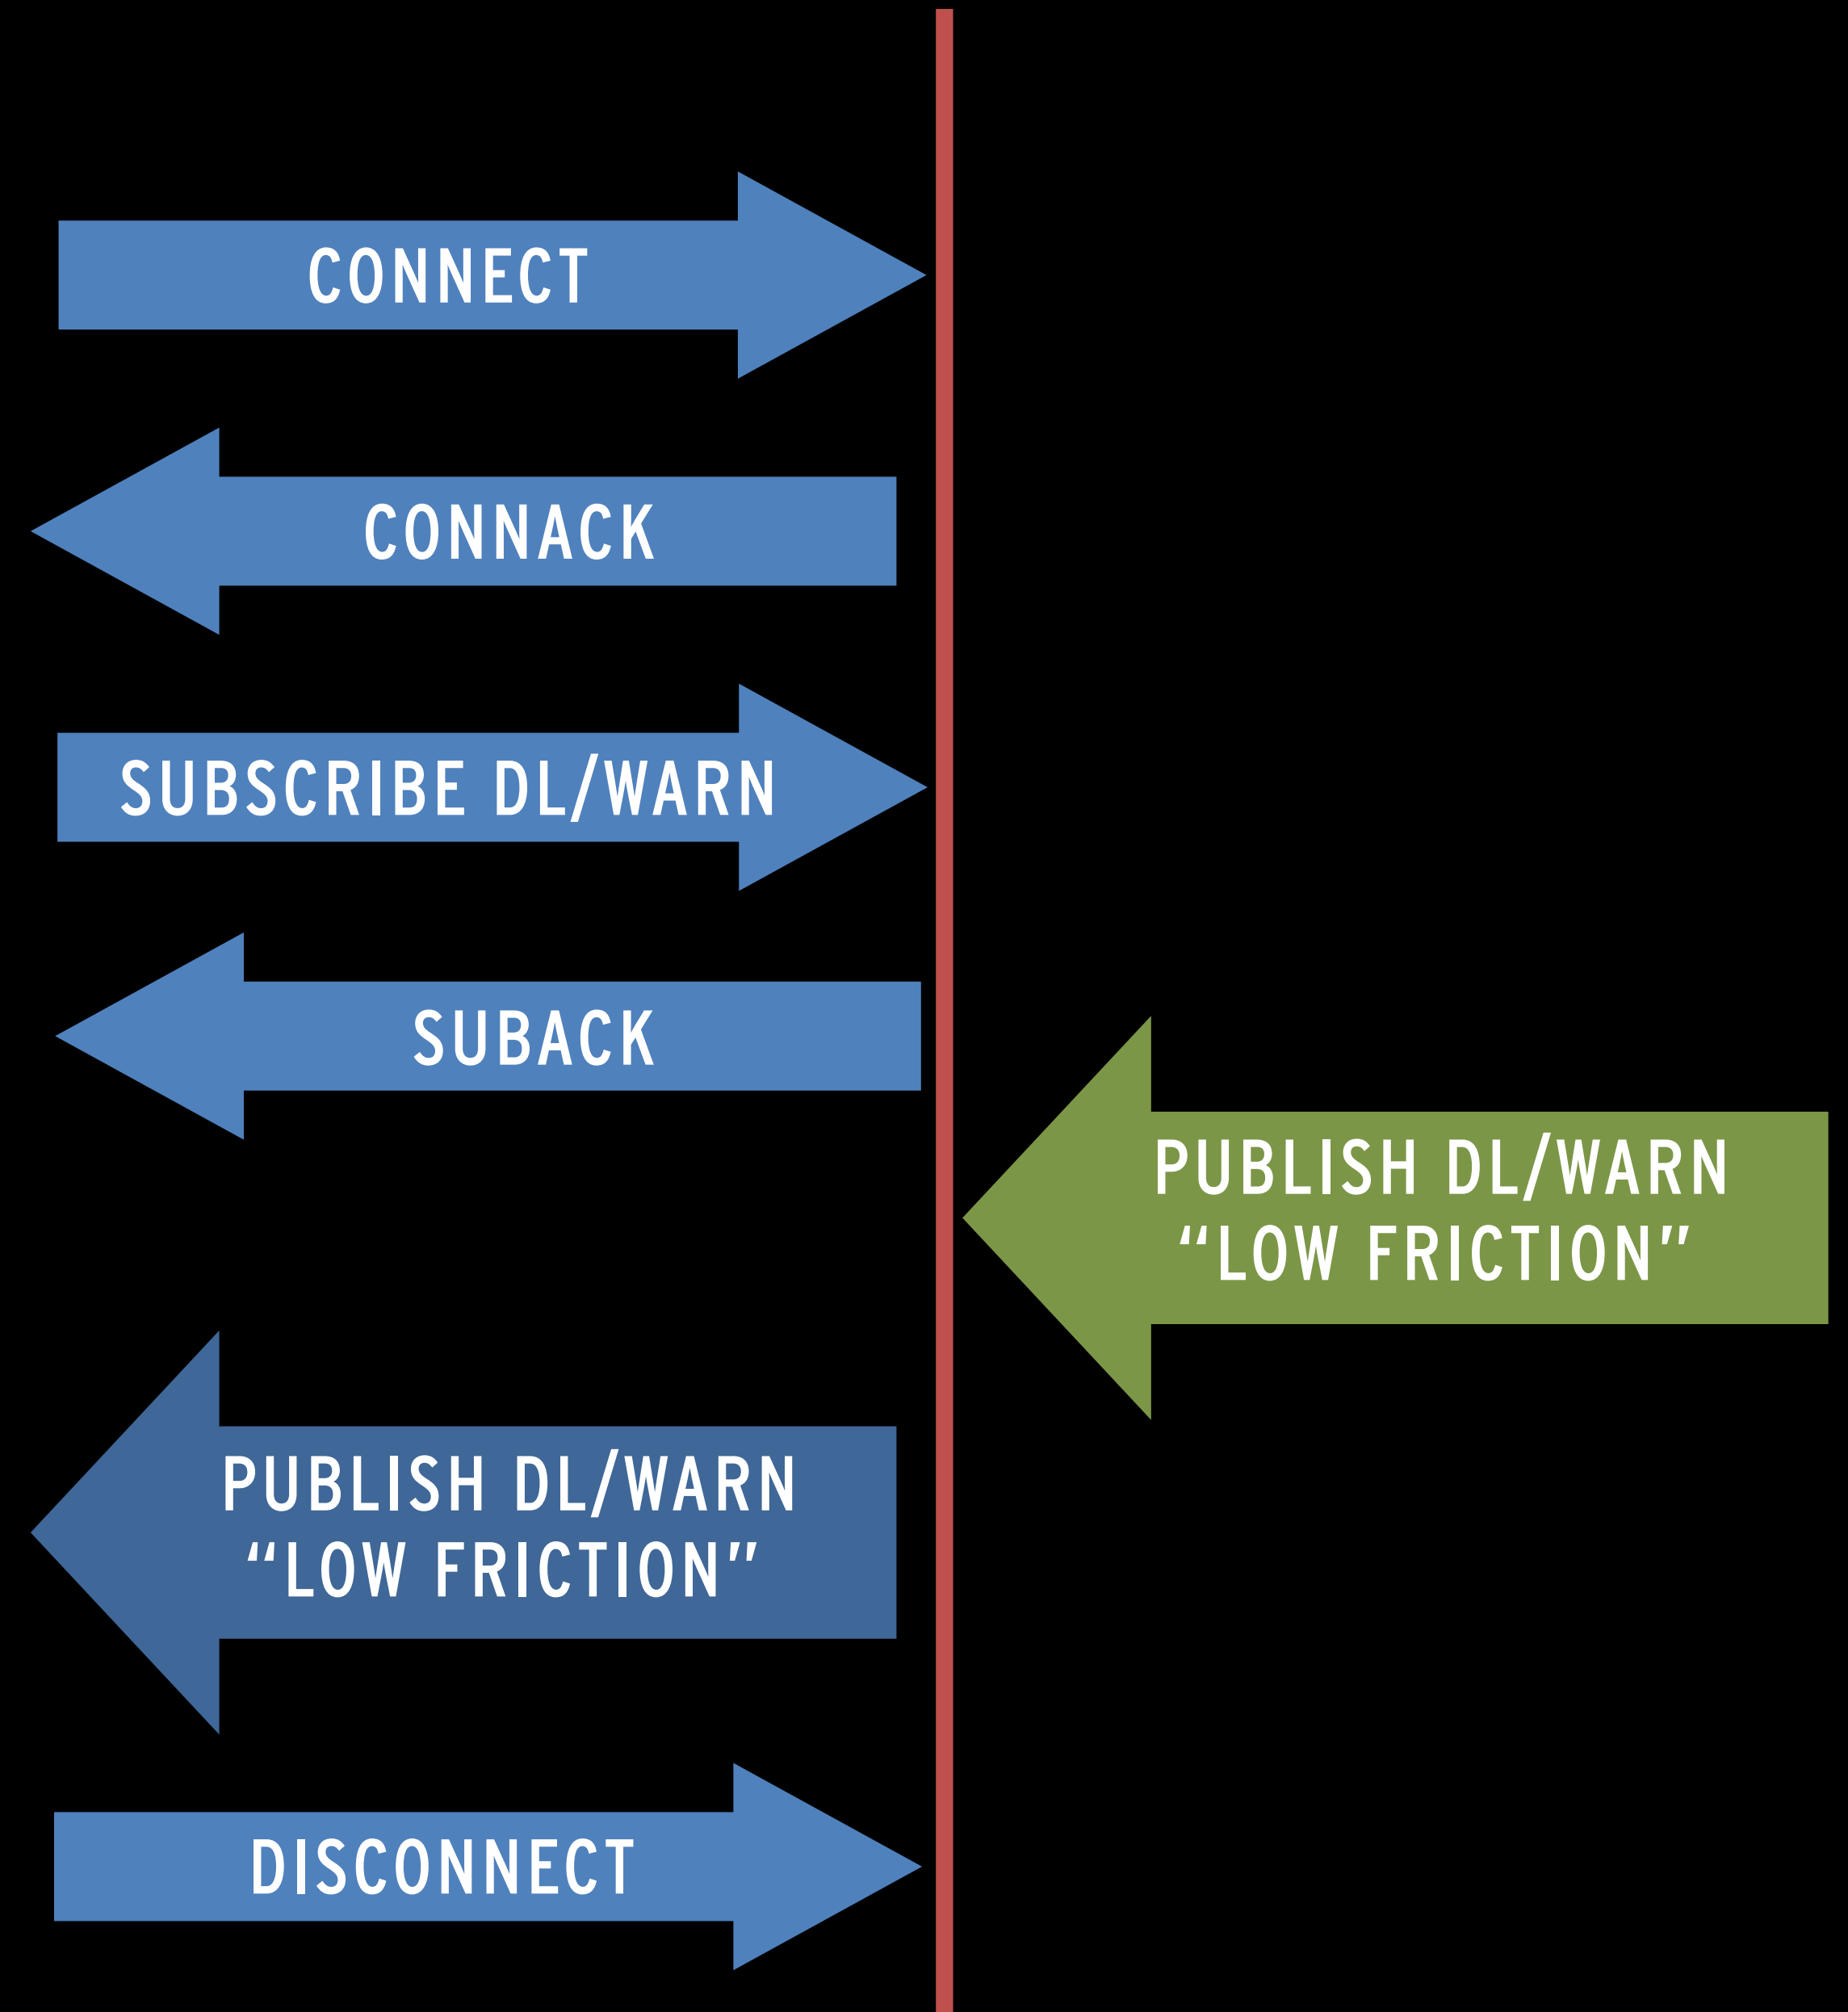 CONNECT
CONNACK
SUBSCRIBE DL/WARN
SUBACK
PUBLISH DL/WARN
“LOW FRICTION”
PUBLISH DL/WARN
“LOW FRICTION”
DISCONNECT